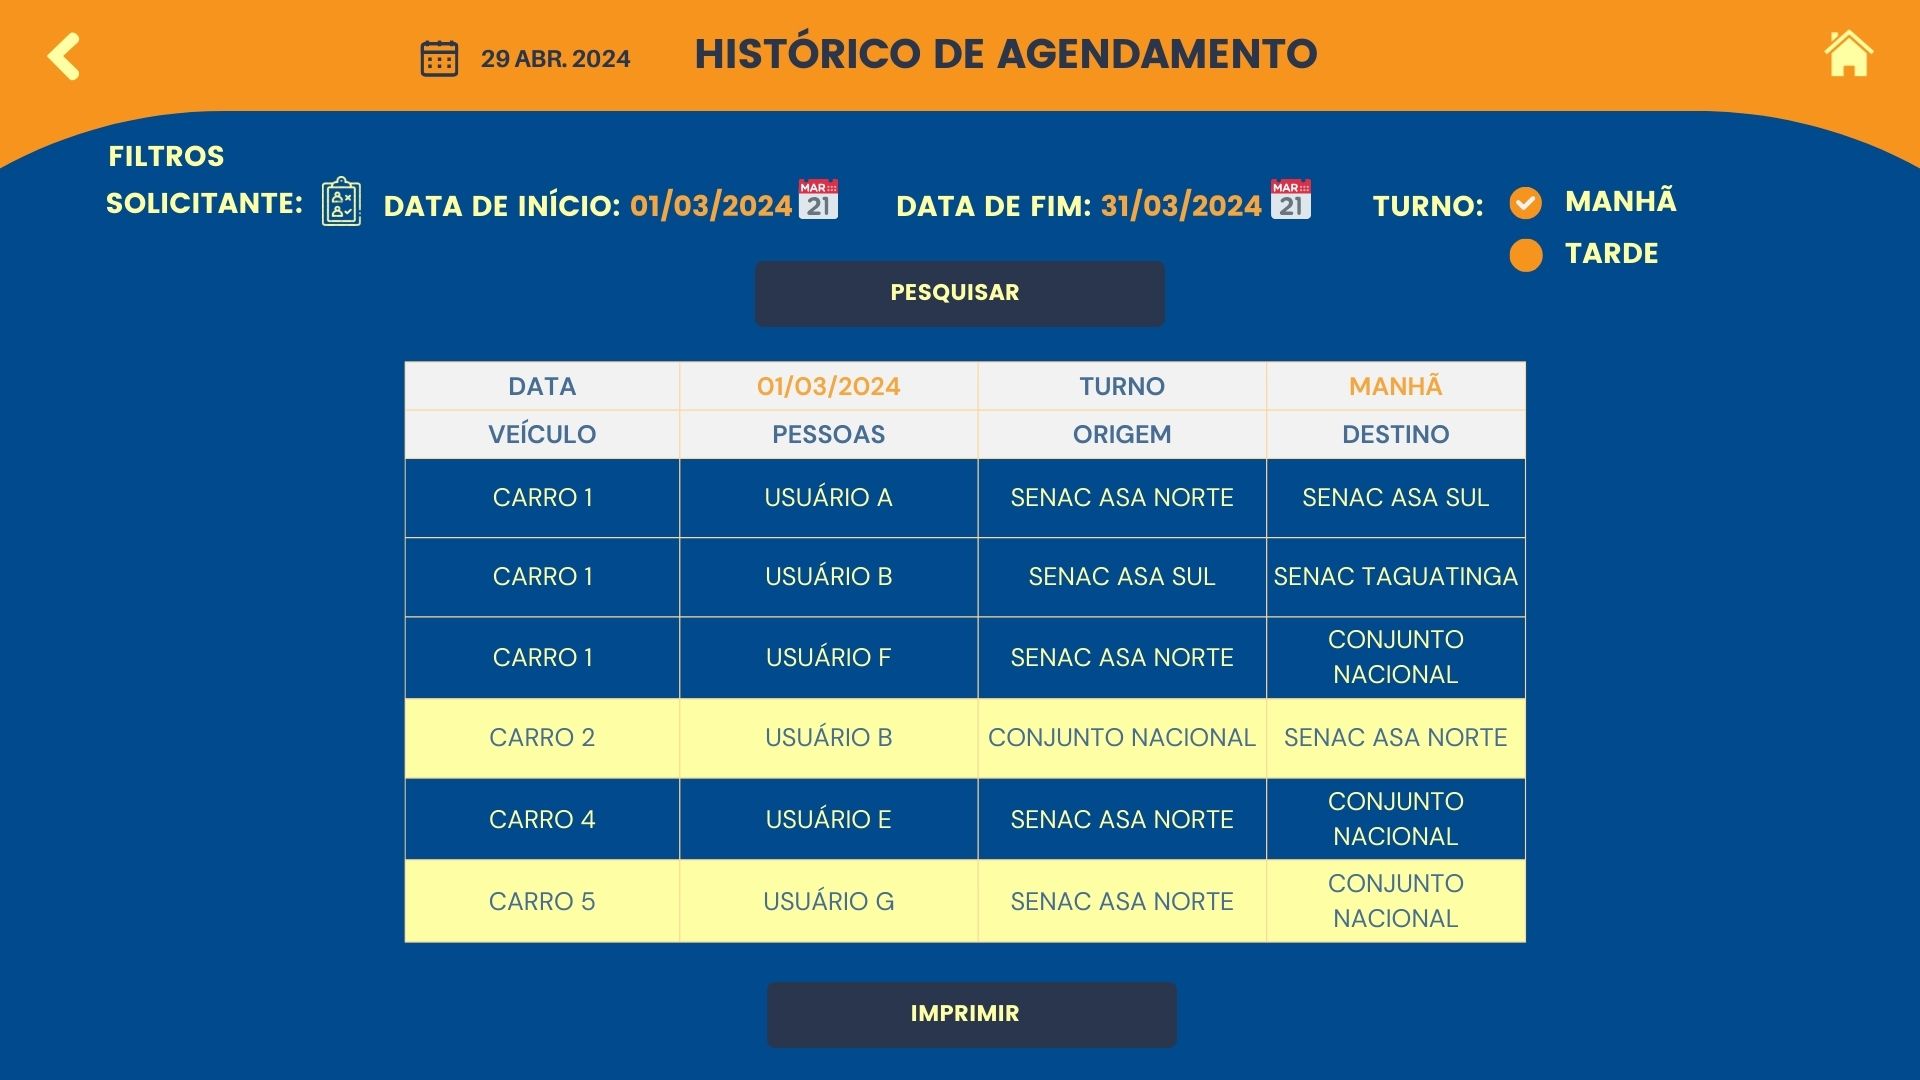 29 ABR. 2024
HISTÓRICO DE AGENDAMENTO
FILTROS
SOLICITANTE:
DATA DE INÍCIO: 01/03/2024
MAR
21
DATA DE FIM: 31/03/2024
MAR
21
TURNO:
MANHÃ
TARDE
PESQUISAR
DATA 01/03/2024 TURNO MANHÃ
VEÍCULO PESSOAS ORIGEM DESTINO
CARRO 1 USUÁRIO A SENAC ASA NORTE SENAC ASA SUL
CARRO 1 USUÁRIO B SENAC ASA SUL SENAC TAGUATINGA
CARRO 1 USUÁRIO F SENAC ASA NORTE CONJUNTO
NACIONAL
CARRO 2 USUÁRIO B CONJUNTO NACIONAL SENAC ASA NORTE
CARRO 4 USUÁRIO E SENAC ASA NORTE CONJUNTO
NACIONAL
CARRO 5 USUÁRIO G SENAC ASA NORTE CONJUNTO
NACIONAL
IMPRIMIR